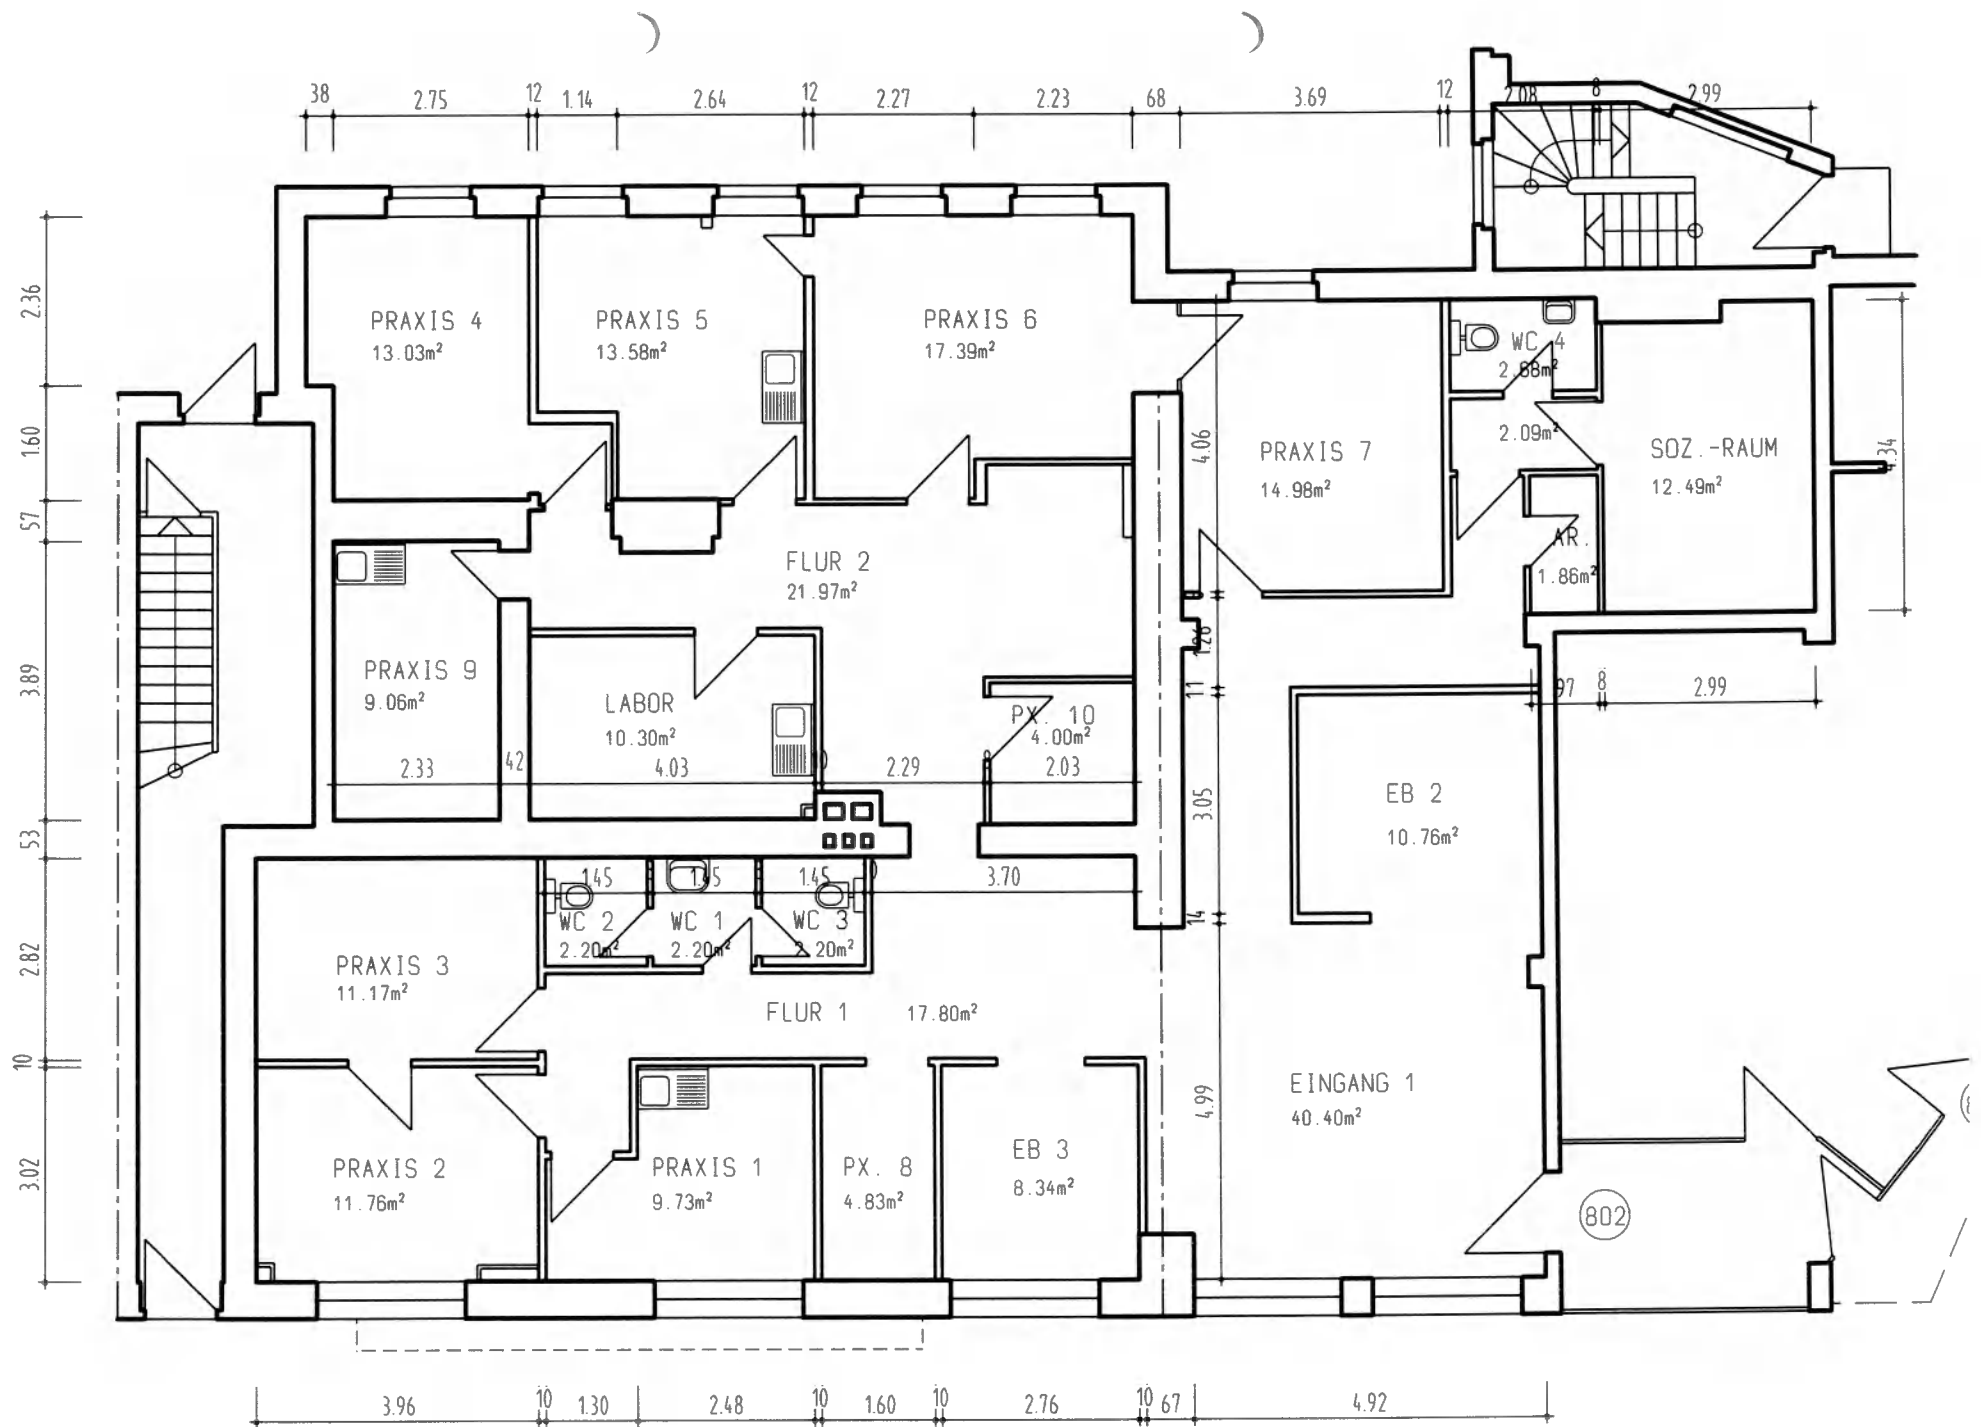 38 2.75 12 1.14 2.64 12 2.27 2.23 68 3.69 12 2.08 8 2.99
2.36
1.60
57
3.89
53
2.82
10
3.02
PRAXIS 4
13.03m²
PRAXIS 5
13.58m²
PRAXIS 6
17.39m²
WC 4
2.68m²
2.09m²
PRAXIS 7
14.98m²
SOZ.-RAUM
12.49m²
4.34
4.06
AR.
1.86m²
FLUR 2
21.97m²
1.26
11
PRAXIS 9
9.06m²
LABOR
10.30m²
PX. 10
4.00m²
97 8 2.99
2.33 42 4.03 10 2.29 2.03
3.05
EB 2
10.76m²
1.45 1.45 1.45 3.70
14
WC 2
2.20m²
WC 1
2.20m²
WC 3
2.20m²
PRAXIS 3
11.17m²
FLUR 1 17.80m²
4.99
EINGANG 1
40.40m²
PRAXIS 2
11.76m²
PRAXIS 1
9.73m²
PX. 8
4.83m²
EB 3
8.34m²
802
3.96 10 1.30 2.48 10 1.60 10 2.76 10 67 4.92